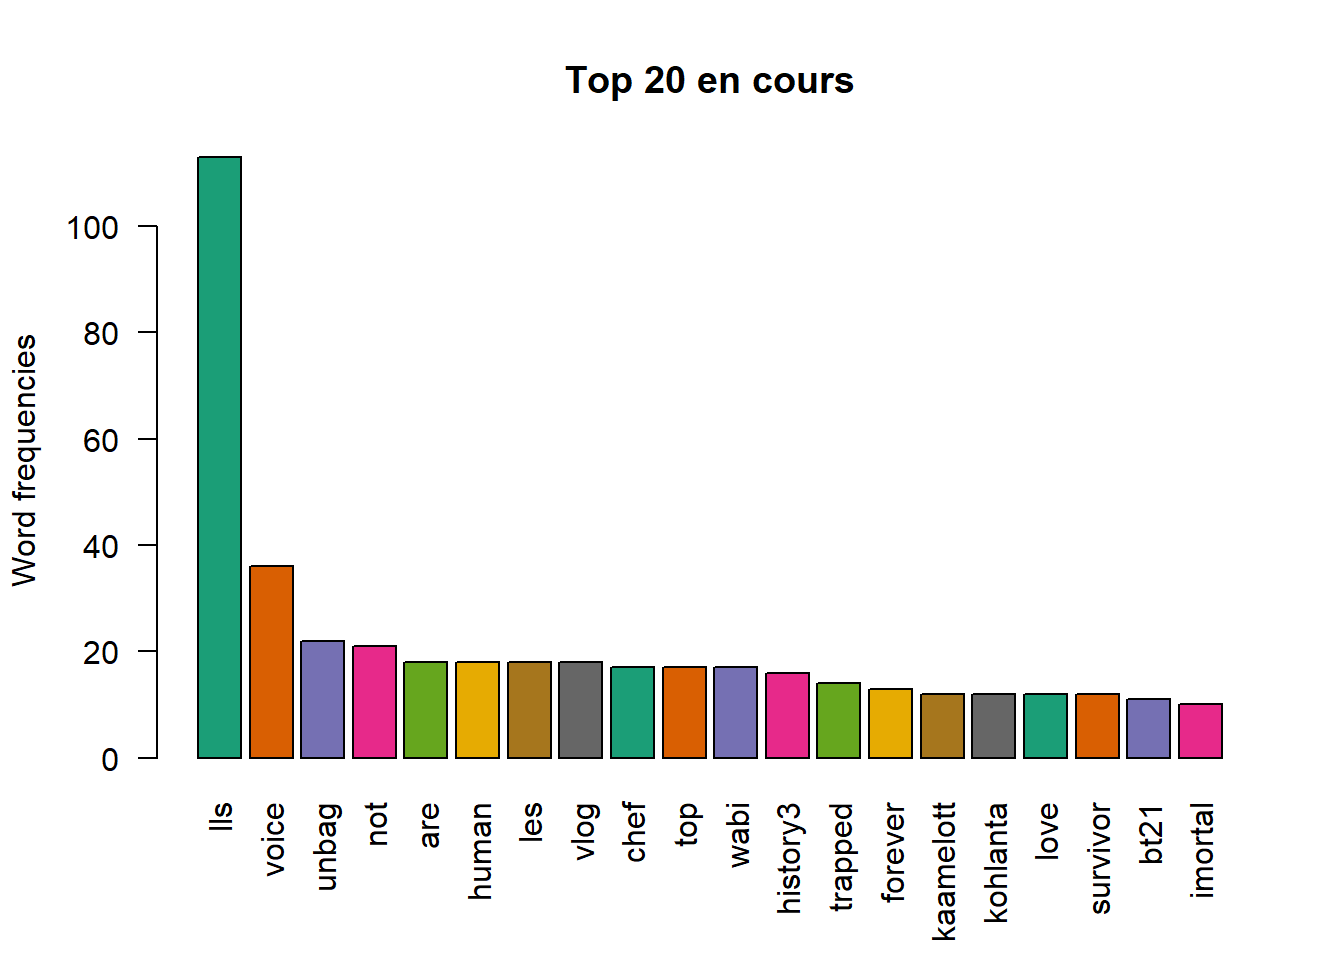 Top 20 en cours
Word frequencies
100
80
60
40
20
0
lls
voice
unbag
not
are
human
les
vlog
chef
top
wabi
history3
trapped
forever
kaamelott
kohlanta
love
survivor
bt21
imortal